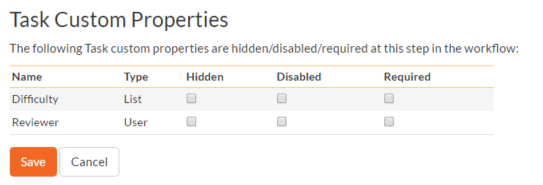 Task Custom Properties
The following Task custom properties are hidden/disabled/required at this step in the workflow:
Name Type Hidden Disabled Required
Difficulty List
Reviewer User
Save Cancel